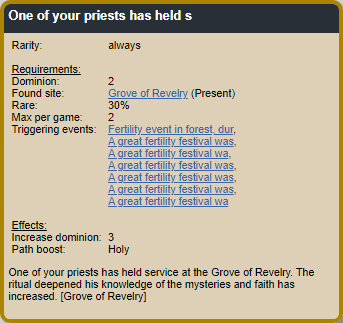 One of your priests has held s
Rarity: always
Requirements:
Dominion: 2
Found site: Grove of Revelry (Present)
Rare: 30%
Max per game: 2
Triggering events: Fertility event in forest, dur,
A great fertility festival was,
A great fertility festival wa,
A great fertility festival was,
A great fertility festival was,
A great fertility festival was,
A great fertility festival wa
Effects:
Increase dominion: 3
Path boost: Holy
One of your priests has held service at the Grove of Revelry. The
ritual deepened his knowledge of the mysteries and faith has
increased. [Grove of Revelry]